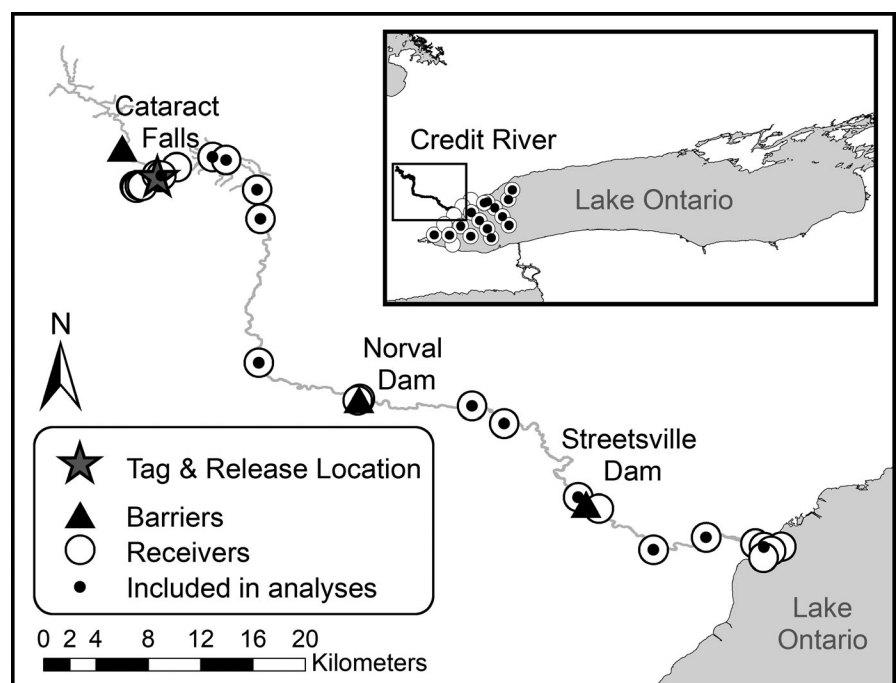 Cataract
Falls
Credit River
Lake Ontario
N
Norval
Dam
Streetsville
Dam
Tag & Release Location
Barriers
Receivers
Included in analyses
0 2 4 8 12 16 20
Kilometers
Lake
Ontario